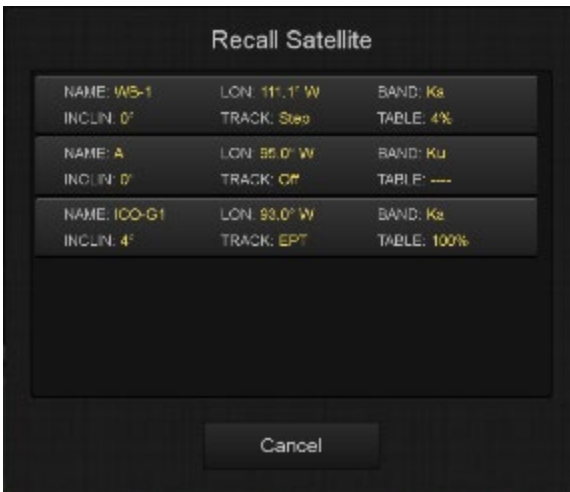 Recall Satellite
NAME: WB-1 LON: 111.1° W BAND: Ka
INCLIN: 0° TRACK: Step TABLE: 4%
NAME: A LON: 95.0° W BAND: Ku
INCLIN: 0° TRACK: Off TABLE: ----
NAME: ICO-G1 LON: 93.0° W BAND: Ka
INCLIN: 4° TRACK: EPT TABLE: 100%
Cancel